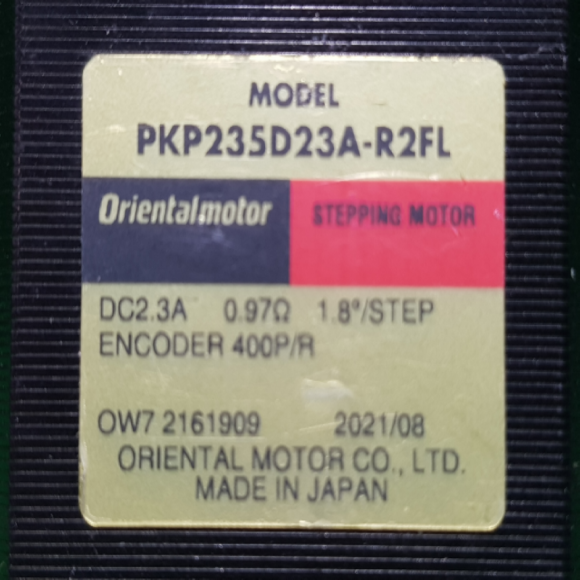 MODEL
PKP235D23A-R2FL
Orientalmotor STEPPING MOTOR
DC2.3A 0.97Ω 1.8°/STEP
ENCODER 400P/R
OW7 2161909 2021/08
ORIENTAL MOTOR CO., LTD.
MADE IN JAPAN